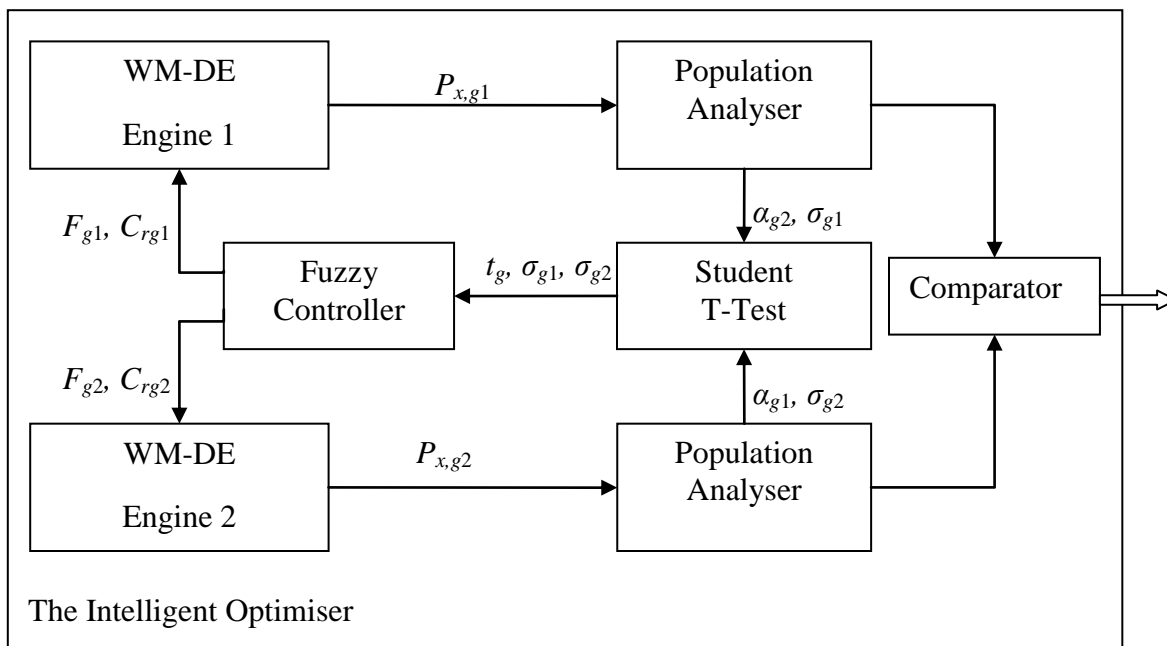 WM-DE
Engine 1
P_{x,g1}
Population
Analyser
F_{g1}, C_{rg1}
α_{g2}, σ_{g1}
Fuzzy
Controller
t_g, σ_{g1}, σ_{g2}
Student
T-Test
Comparator
F_{g2}, C_{rg2}
α_{g1}, σ_{g2}
WM-DE
Engine 2
P_{x,g2}
Population
Analyser
The Intelligent Optimiser